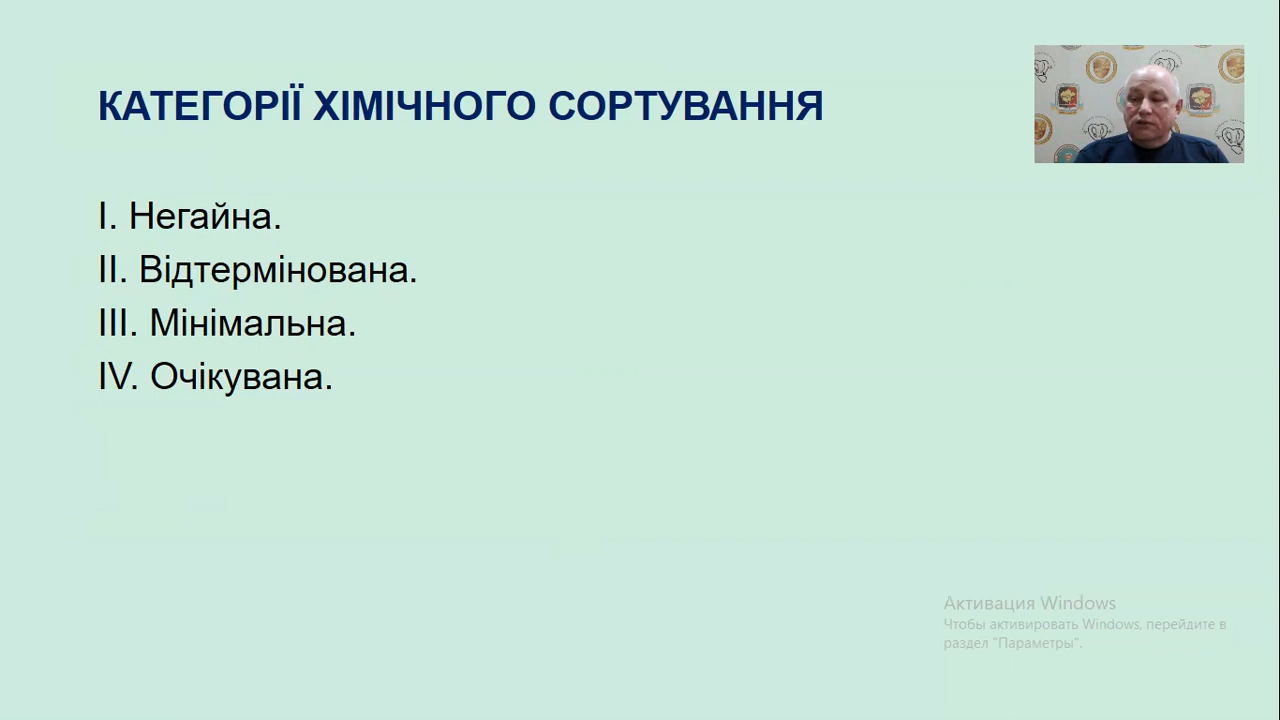 КАТЕГОРІЇ ХІМІЧНОГО СОРТУВАННЯ
I. Негайна.
II. Відтермінована.
III. Мінімальна.
IV. Очікувана.
Активация Windows
Чтобы активировать Windows, перейдите в
раздел "Параметры".